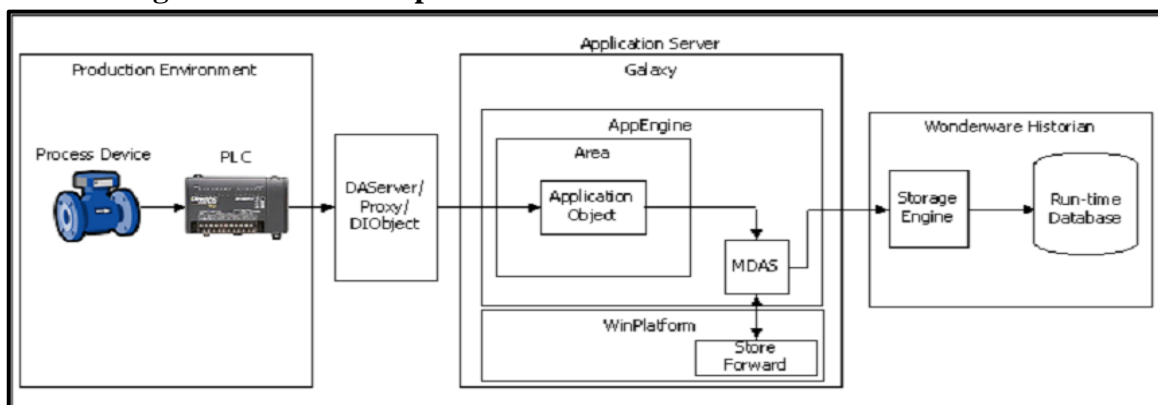 Application Server
Production Environment
Galaxy
AppEngine
Wonderware Historian
Area
Process Device
PLC
DAServer/
Proxy/
DIObject
Application
Object
Storage
Engine
Run-time
Database
MDAS
WinPlatform
Store
Forward